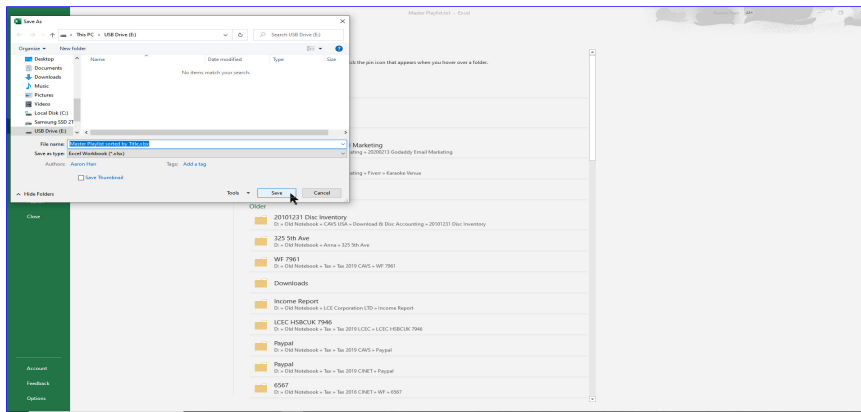 Master Playlist.txt - Excel
Save As
This PC > USB Drive (E:)
Search USB Drive (E:)
Organize
New folder
Desktop
Documents
Downloads
Music
Pictures
Videos
Local Disk (C:)
Samsung SSD 2T
USB Drive (E:)
Name
Date modified
Type
Size
No items match your search.
File name: Master Playlist sorted by Title.xlsx
Save as type: Excel Workbook (*.xlsx)
Authors: Aaron Han
Tags: Add a tag
Save Thumbnail
Hide Folders
Tools
Save
Cancel
ck the pin icon that appears when you hover over a folder.
l Marketing
eting » 20200213 Godaddy Email Marketing
eting » Fiverr » Karaoke Venue
Older
20101231 Disc Inventory
D: » Old Notebook » CAVS USA » Download & Disc Accounting » 20101231 Disc Inventory
325 5th Ave
D: » Old Notebook » Anna » 325 5th Ave
WF 7961
D: » Old Notebook » Tax » Tax 2019 CAVS » WF 7961
Downloads
Income Report
D: » Old Notebook » LCE Corporation LTD » Income Report
LCEC HSBCUK 7946
D: » Old Notebook » Tax » Tax 2019 LCEC » LCEC HSBCUK 7946
Paypal
D: » Old Notebook » Tax » Tax 2019 CAVS » Paypal
Paypal
D: » Old Notebook » Tax » Tax 2019 CINET » Paypal
6567
D: » Old Notebook » Tax » Tax 2018 CINET » WF » 6567
Close
Account
Feedback
Options